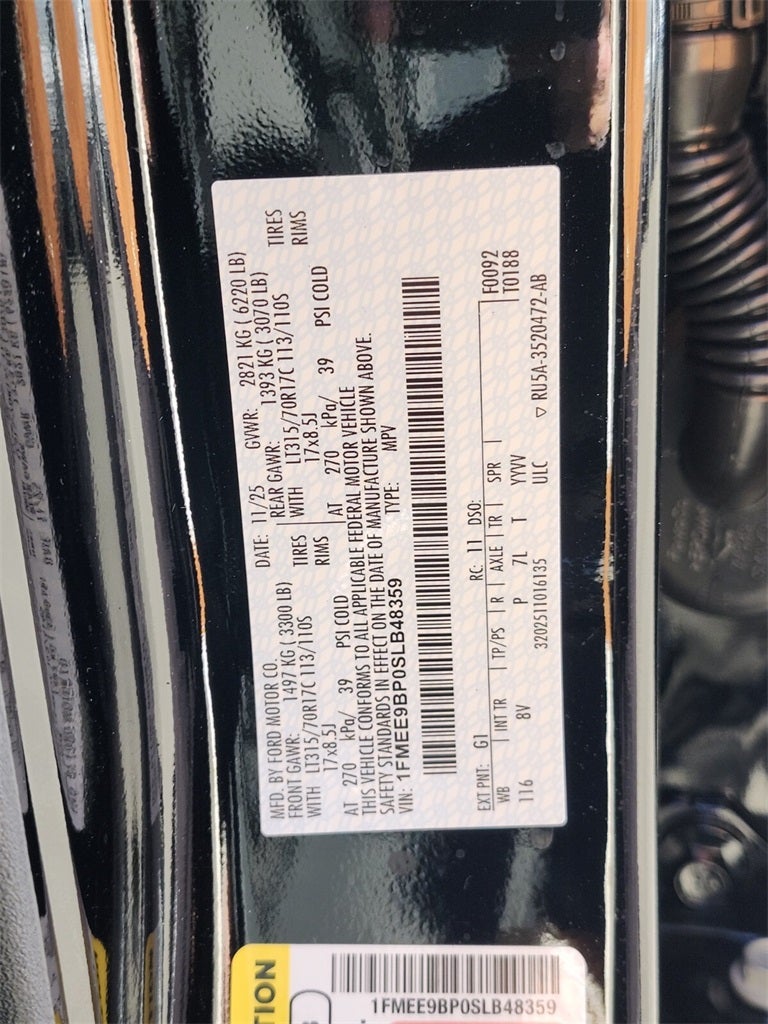 MFD. BY FORD MOTOR CO.
DATE: 11/25 GVWR: 2821 KG ( 6220 LB)
FRONT GAWR: 1497 KG ( 3300 LB) REAR GAWR: 1393 KG ( 3070 LB)
WITH LT315/70R17C 113/110S TIRES WITH LT315/70R17C 113/110S TIRES
17x8.5J RIMS 17x8.5J RIMS
AT 270 kPa/ 39 PSI COLD AT 270 kPa/ 39 PSI COLD
THIS VEHICLE CONFORMS TO ALL APPLICABLE FEDERAL MOTOR VEHICLE
SAFETY STANDARDS IN EFFECT ON THE DATE OF MANUFACTURE SHOWN ABOVE.
VIN: 1FMEE9BP0SLB48359 TYPE: MPV
EXT PNT: G1 RC: 11 DSO: F0092
WB INT TR TP/PS R AXLE TR SPR T0188
116 8V P 7L T YYVV
3202511016135 ULC ▽ RU5A-3520472-AB
TION
1FMEE9BP0SLB48359